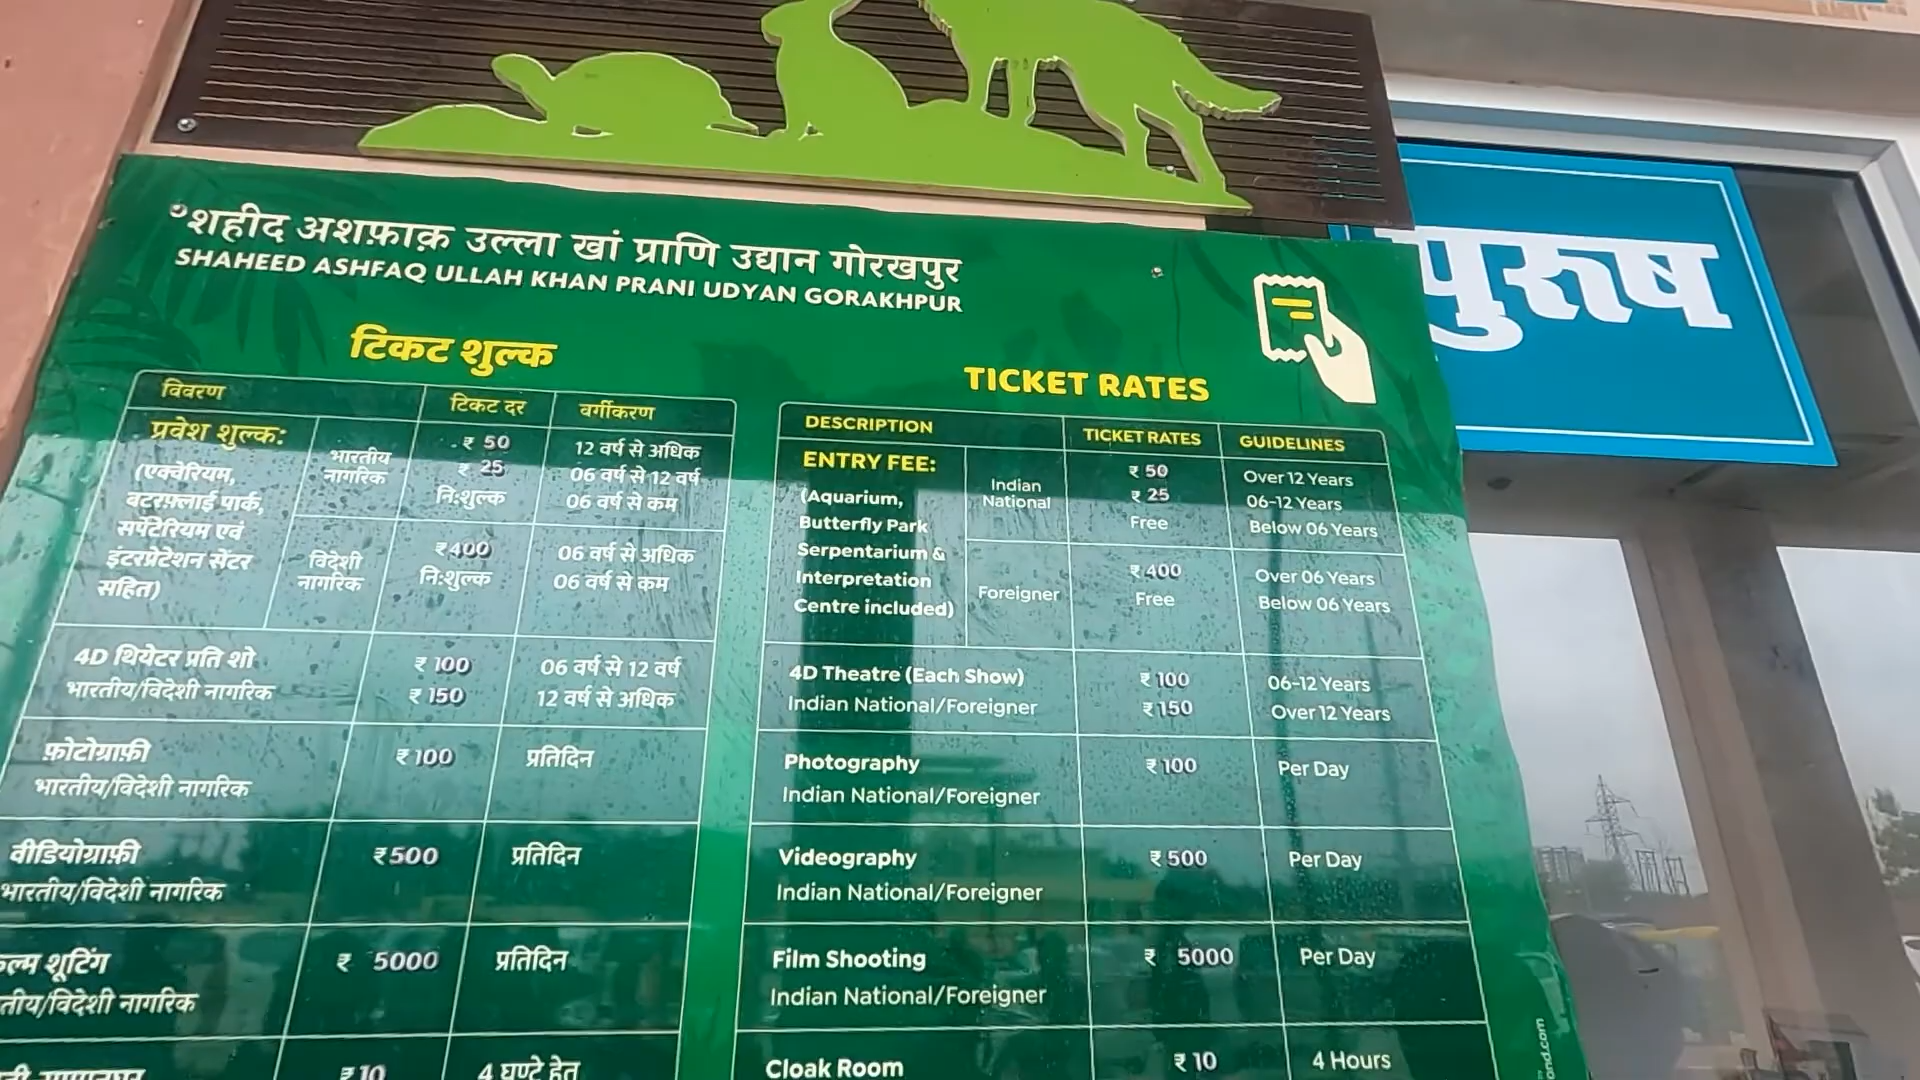 शहीद अशफ़ाक़ उल्ला खां प्राणि उद्यान गोरखपुर
SHAHEED ASHFAQ ULLAH KHAN PRANI UDYAN GORAKHPUR
पुरूष
टिकट शुल्क
विवरण टिकट दर वर्गीकरण
प्रवेश शुल्क:
(एक्वेरियम,
बटरफ़्लाई पार्क,
सर्पेंटेरियम एवं
इंटरप्रेटेशन सेंटर
सहित)
भारतीय
नागरिक
₹ 50 12 वर्ष से अधिक
₹ 25 06 वर्ष से 12 वर्ष
नि:शुल्क 06 वर्ष से कम
विदेशी
नागरिक
₹400 06 वर्ष से अधिक
नि:शुल्क 06 वर्ष से कम
4D थियेटर प्रति शो ₹ 100 06 वर्ष से 12 वर्ष
भारतीय/विदेशी नागरिक ₹ 150 12 वर्ष से अधिक
फ़ोटोग्राफ़ी ₹100 प्रतिदिन
भारतीय/विदेशी नागरिक
वीडियोग्राफ़ी ₹500 प्रतिदिन
भारतीय/विदेशी नागरिक
ल्म शूटिंग ₹ 5000 प्रतिदिन
तीय/विदेशी नागरिक
₹10 4 घण्टे हेतु
TICKET RATES
DESCRIPTION TICKET RATES GUIDELINES
ENTRY FEE:
(Aquarium,
Butterfly Park
Serpentarium &
Interpretation
Centre included)
Indian
National
₹ 50 Over 12 Years
₹ 25 06-12 Years
Free Below 06 Years
Foreigner
₹ 400 Over 06 Years
Free Below 06 Years
4D Theatre (Each Show) ₹ 100 06-12 Years
Indian National/Foreigner ₹ 150 Over 12 Years
Photography ₹ 100 Per Day
Indian National/Foreigner
Videography ₹ 500 Per Day
Indian National/Foreigner
Film Shooting ₹ 5000 Per Day
Indian National/Foreigner
Cloak Room ₹ 10 4 Hours
ond.com